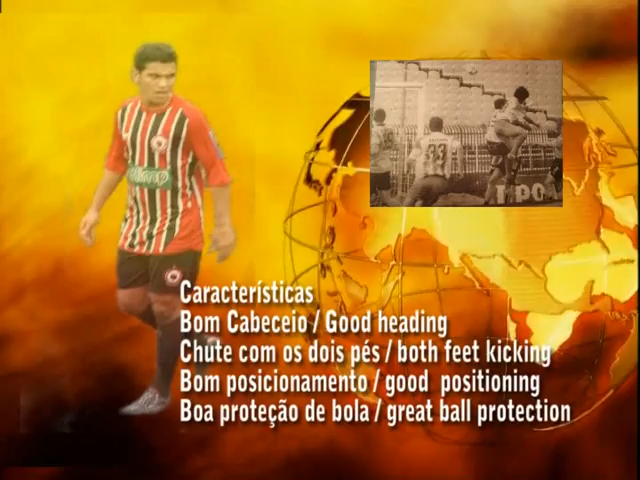 33
Características
Bom Cabeceio / Good heading
Chute com os dois pés / both feet kicking
Bom posicionamento / good  positioning
Boa proteção de bola / great ball protection